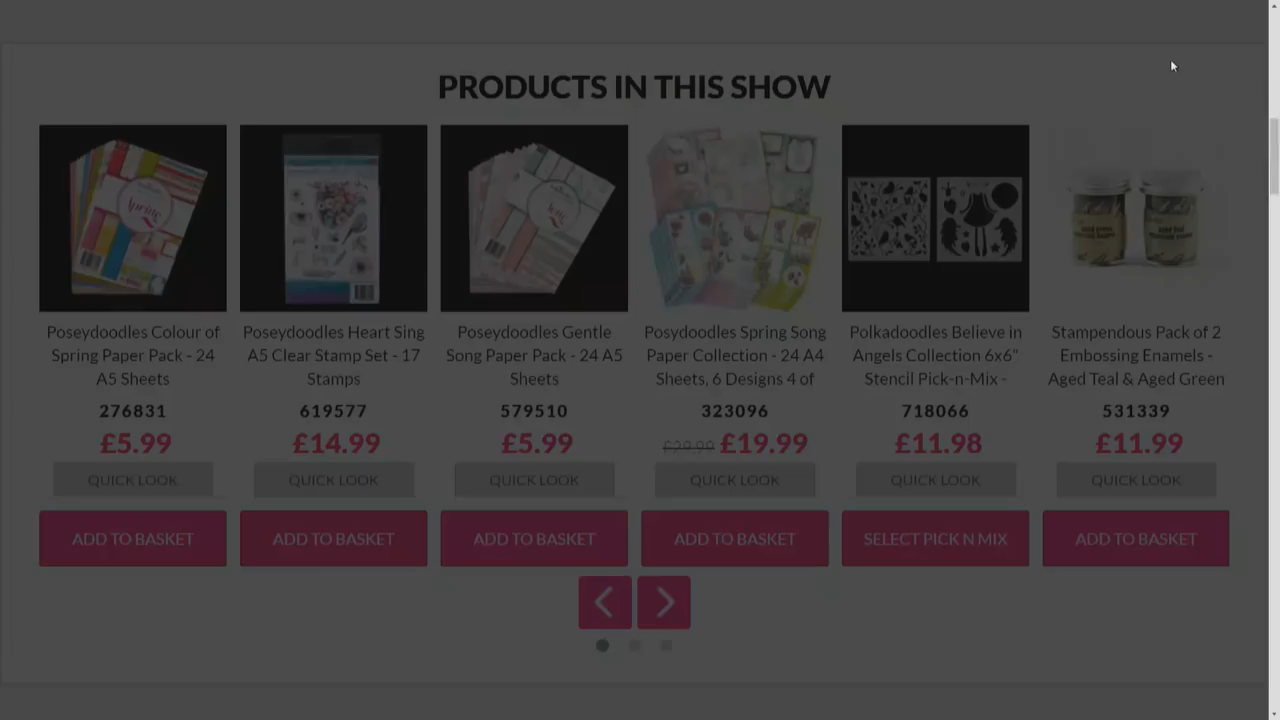 PRODUCTS IN THIS SHOW
Spring
Song
Poseydoodles Colour of
Spring Paper Pack - 24
A5 Sheets
276831
£5.99
QUICK LOOK
ADD TO BASKET
Poseydoodles Heart Sing
A5 Clear Stamp Set - 17
Stamps
619577
£14.99
QUICK LOOK
ADD TO BASKET
Poseydoodles Gentle
Song Paper Pack - 24 A5
Sheets
579510
£5.99
QUICK LOOK
ADD TO BASKET
Posydoodles Spring Song
Paper Collection - 24 A4
Sheets, 6 Designs 4 of
323096
£29.99 £19.99
QUICK LOOK
ADD TO BASKET
Polkadoodles Believe in
Angels Collection 6x6"
Stencil Pick-n-Mix -
718066
£11.98
QUICK LOOK
SELECT PICK N MIX
Stampendous Pack of 2
Embossing Enamels -
Aged Teal & Aged Green
531339
£11.99
QUICK LOOK
ADD TO BASKET